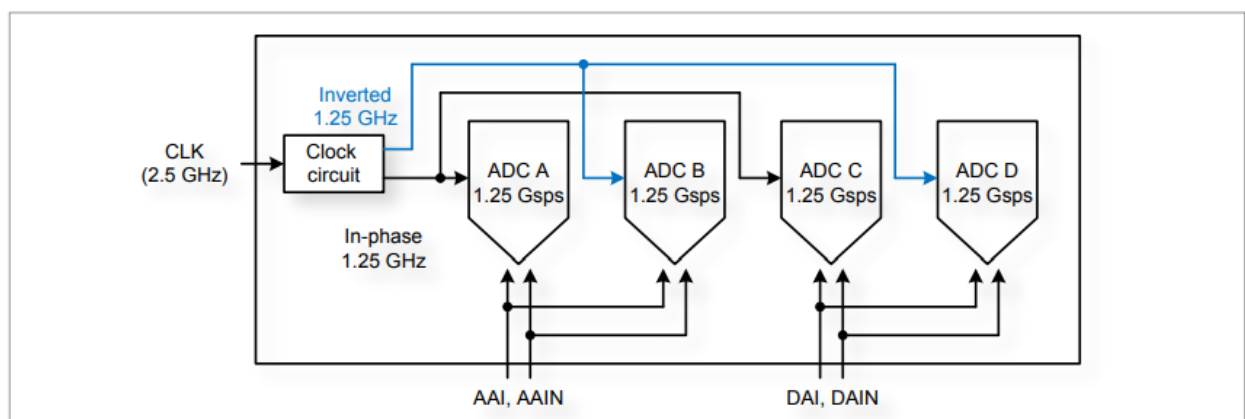 Inverted
1.25 GHz
CLK
(2.5 GHz)
Clock
circuit
ADC A
1.25 Gsps
ADC B
1.25 Gsps
ADC C
1.25 Gsps
ADC D
1.25 Gsps
In-phase
1.25 GHz
AAI, AAIN
DAI, DAIN